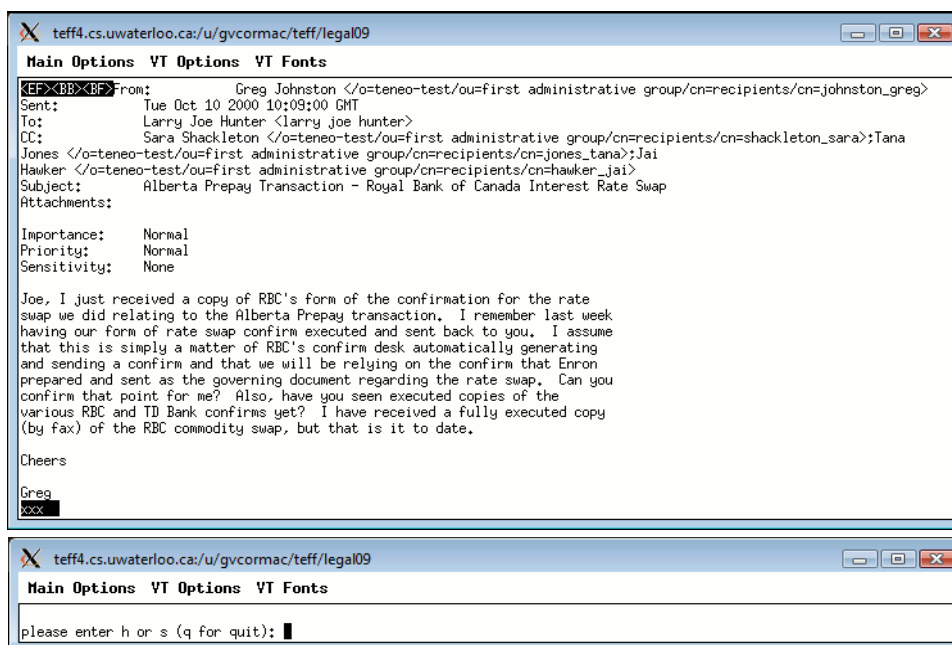 teff4.cs.uwaterloo.ca:/u/gvcormac/teff/legal09
Main Options VT Options VT Fonts
<EF><BB><BF>From: Greg Johnston </o=teneo-test/ou=first administrative group/cn=recipients/cn=johnston_greg>
Sent: Tue Oct 10 2000 10:09:00 GMT
To: Larry Joe Hunter <larry joe hunter>
CC: Sara Shackleton </o=teneo-test/ou=first administrative group/cn=recipients/cn=shackleton_sara>;Tana
Jones </o=teneo-test/ou=first administrative group/cn=recipients/cn=jones_tana>;Jai
Hawker </o=teneo-test/ou=first administrative group/cn=recipients/cn=hawker_jai>
Subject: Alberta Prepay Transaction - Royal Bank of Canada Interest Rate Swap
Attachments:
Importance: Normal
Priority: Normal
Sensitivity: None
Joe, I just received a copy of RBC's form of the confirmation for the rate
swap we did relating to the Alberta Prepay transaction. I remember last week
having our form of rate swap confirm executed and sent back to you. I assume
that this is simply a matter of RBC's confirm desk automatically generating
and sending a confirm and that we will be relying on the confirm that Enron
prepared and sent as the governing document regarding the rate swap. Can you
confirm that point for me? Also, have you seen executed copies of the
various RBC and TD Bank confirms yet? I have received a fully executed copy
(by fax) of the RBC commodity swap, but that is it to date.
Cheers
Greg
xxx
teff4.cs.uwaterloo.ca:/u/gvcormac/teff/legal09
Main Options VT Options VT Fonts
please enter h or s (q for quit):